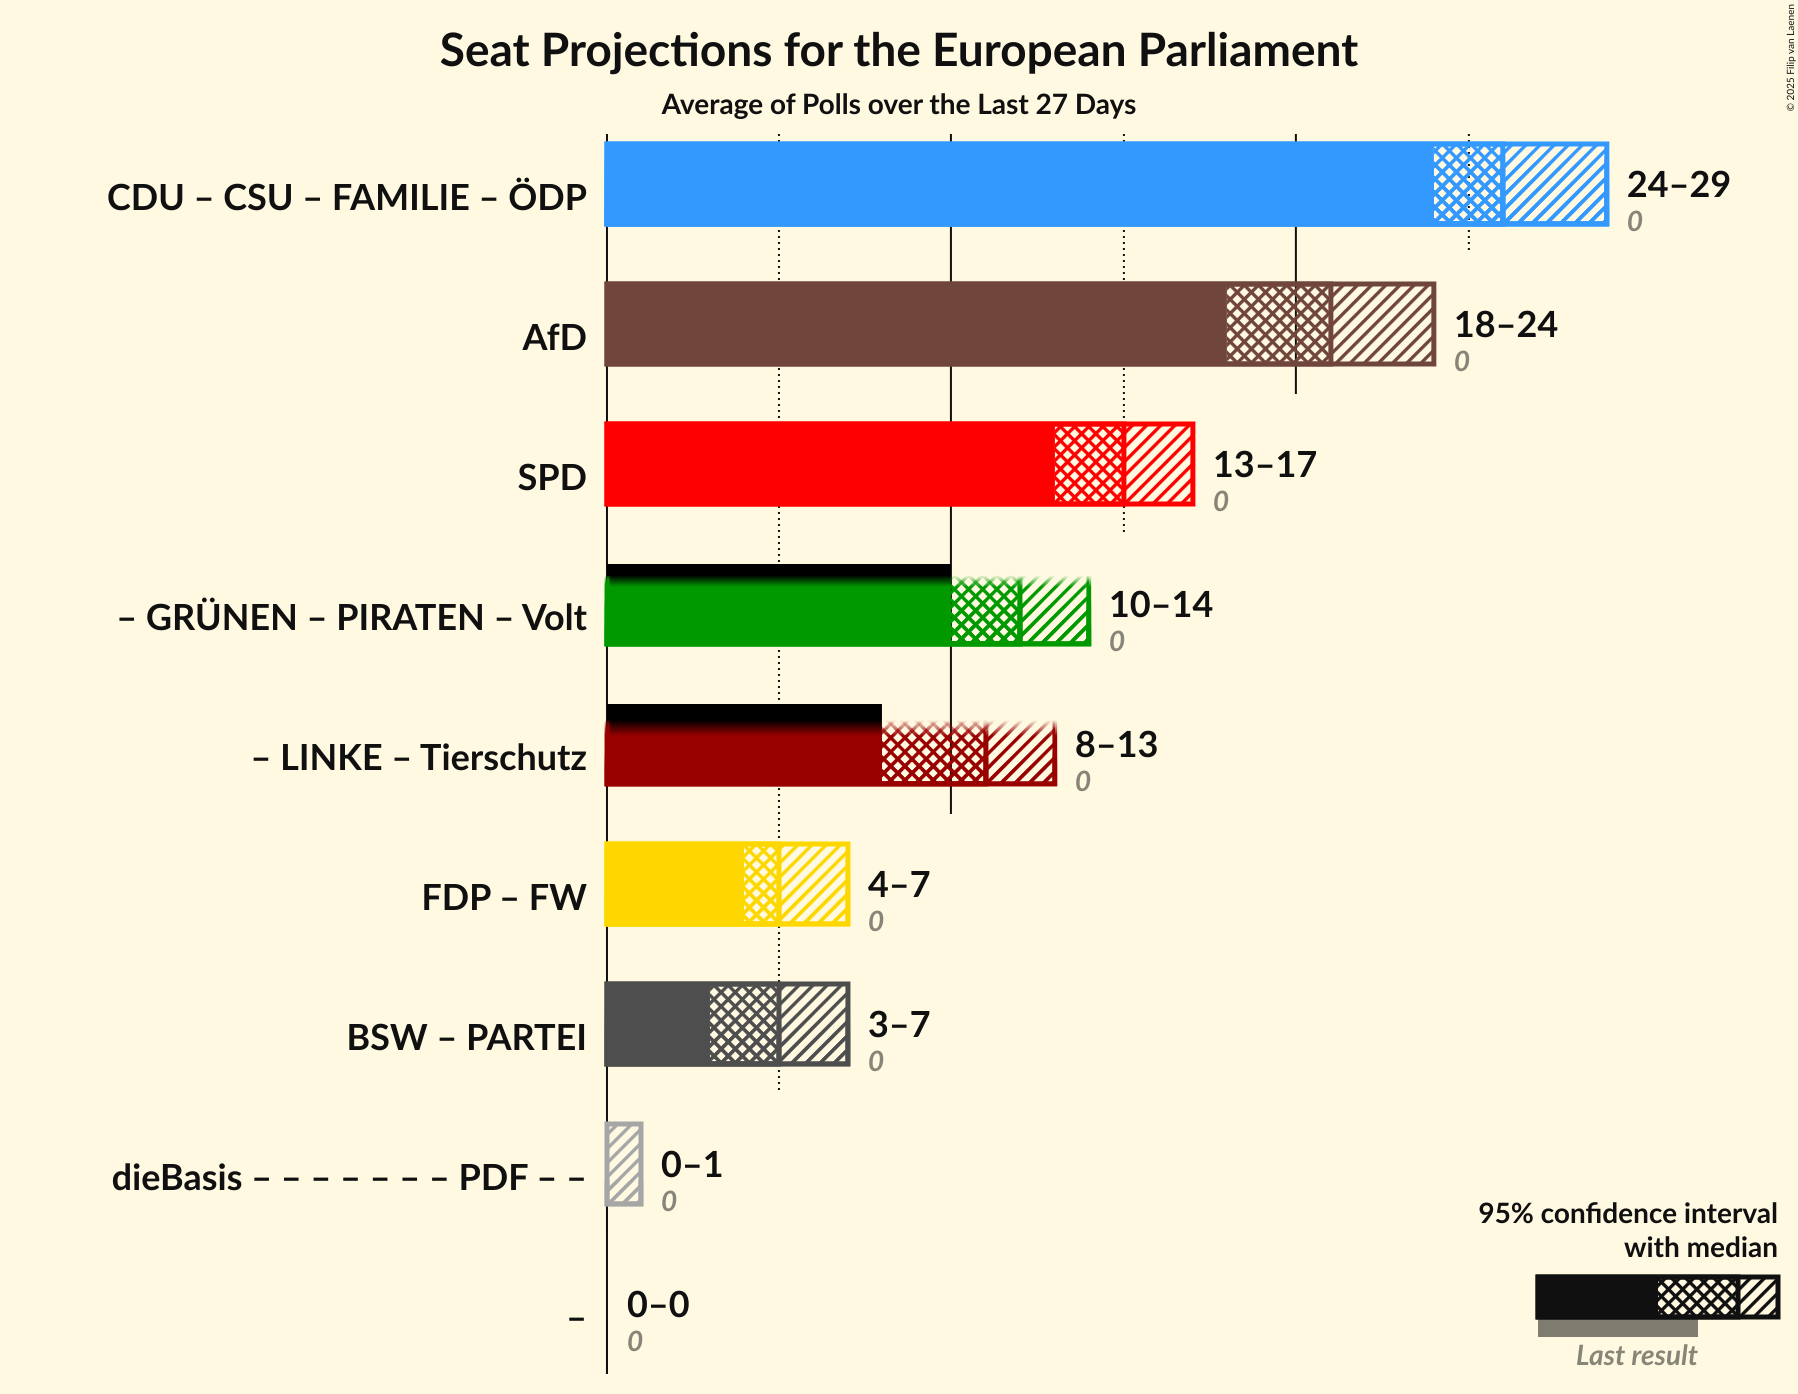 Seat Projections for the European Parliament
Average of Polls over the Last 27 Days
© 2025 Filip van Laenen
CDU – CSU – FAMILIE – ÖDP
24–29
0
AfD
18–24
0
SPD
13–17
0
– GRÜNEN – PIRATEN – Volt
10–14
0
– LINKE – Tierschutz
8–13
0
FDP – FW
4–7
0
BSW – PARTEI
3–7
0
dieBasis – – – – – – – PDF – –
0–1
0
–
0–0
0
95% confidence interval
with median
Last result